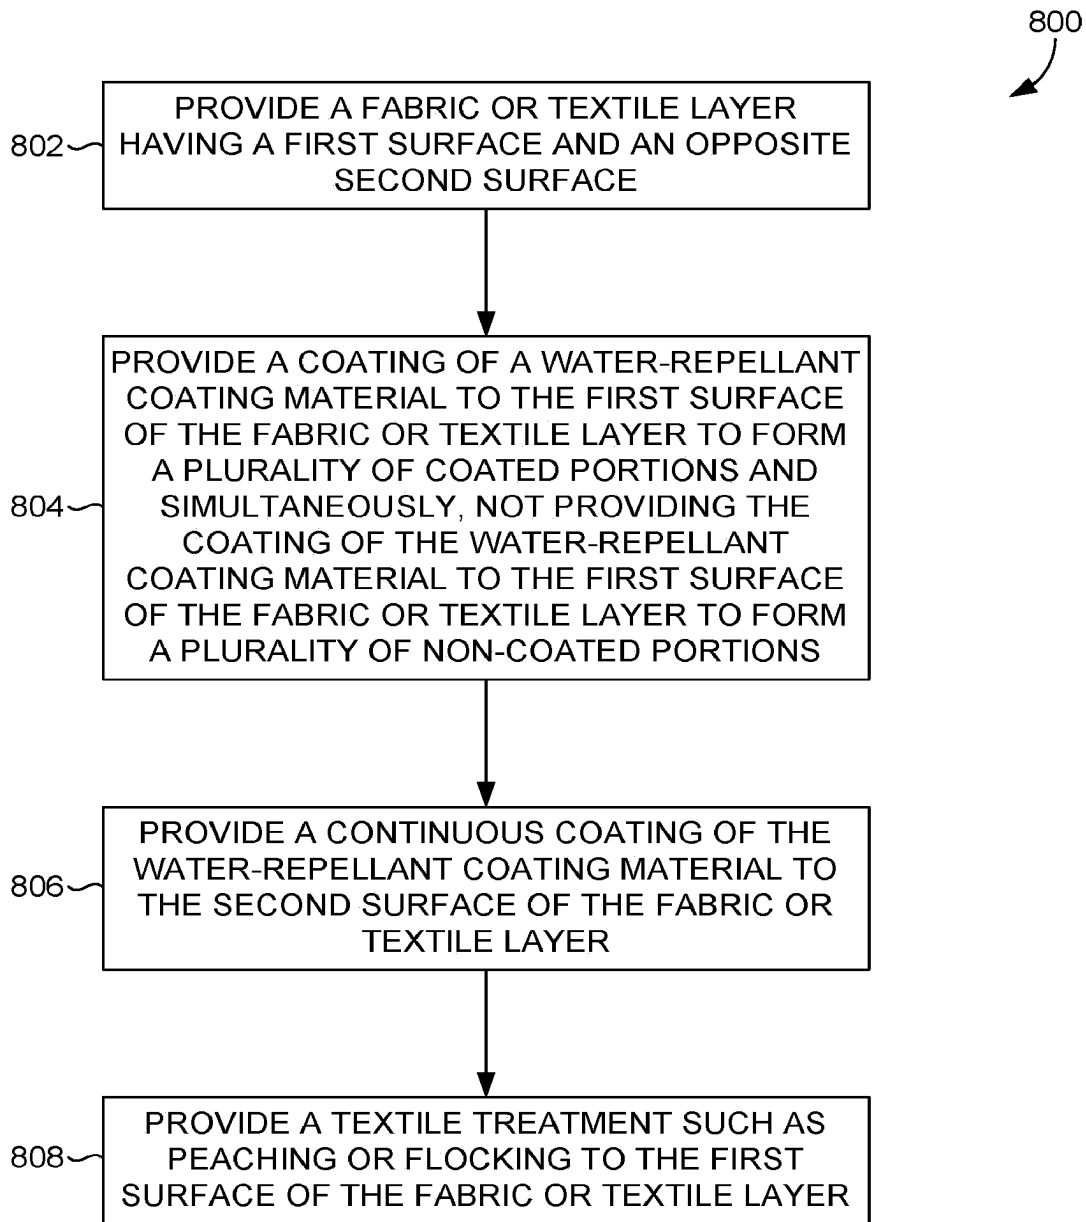 800
802
PROVIDE A FABRIC OR TEXTILE LAYER
HAVING A FIRST SURFACE AND AN OPPOSITE
SECOND SURFACE
804
PROVIDE A COATING OF A WATER-REPELLANT
COATING MATERIAL TO THE FIRST SURFACE
OF THE FABRIC OR TEXTILE LAYER TO FORM
A PLURALITY OF COATED PORTIONS AND
SIMULTANEOUSLY, NOT PROVIDING THE
COATING OF THE WATER-REPELLANT
COATING MATERIAL TO THE FIRST SURFACE
OF THE FABRIC OR TEXTILE LAYER TO FORM
A PLURALITY OF NON-COATED PORTIONS
806
PROVIDE A CONTINUOUS COATING OF THE
WATER-REPELLANT COATING MATERIAL TO
THE SECOND SURFACE OF THE FABRIC OR
TEXTILE LAYER
808
PROVIDE A TEXTILE TREATMENT SUCH AS
PEACHING OR FLOCKING TO THE FIRST
SURFACE OF THE FABRIC OR TEXTILE LAYER